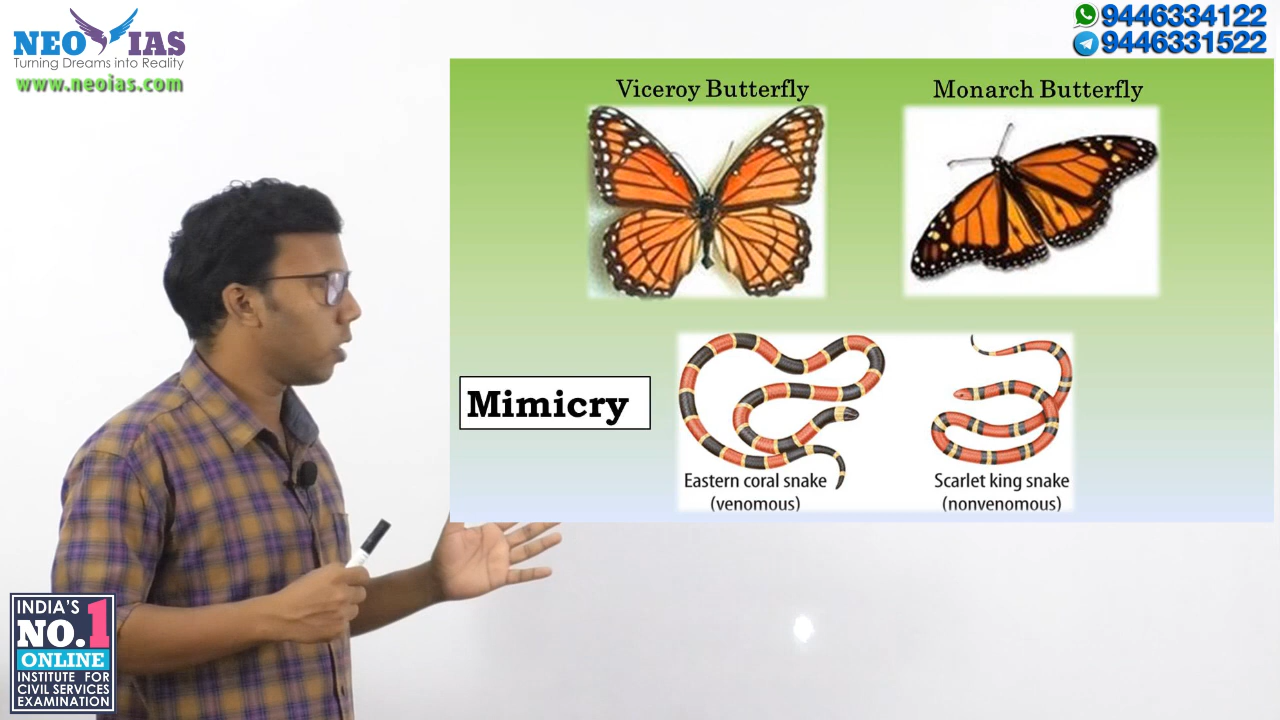 NEO IAS
Turning Dreams into Reality
www.neoias.com
9446334122
9446331522
Viceroy Butterfly
Monarch Butterfly
Mimicry
Eastern coral snake
(venomous)
Scarlet king snake
(nonvenomous)
INDIA'S
NO.1
ONLINE
INSTITUTE FOR
CIVIL SERVICES
EXAMINATION